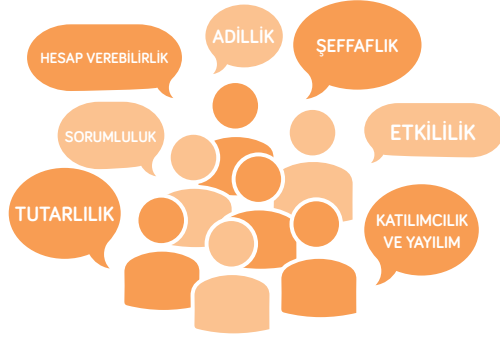 ADİLLİK
ŞEFFAFLIK
HESAP VEREBİLİRLİK
SORUMLULUK
ETKİLİLİK
TUTARLILIK
KATILIMCILIK
VE YAYILIM